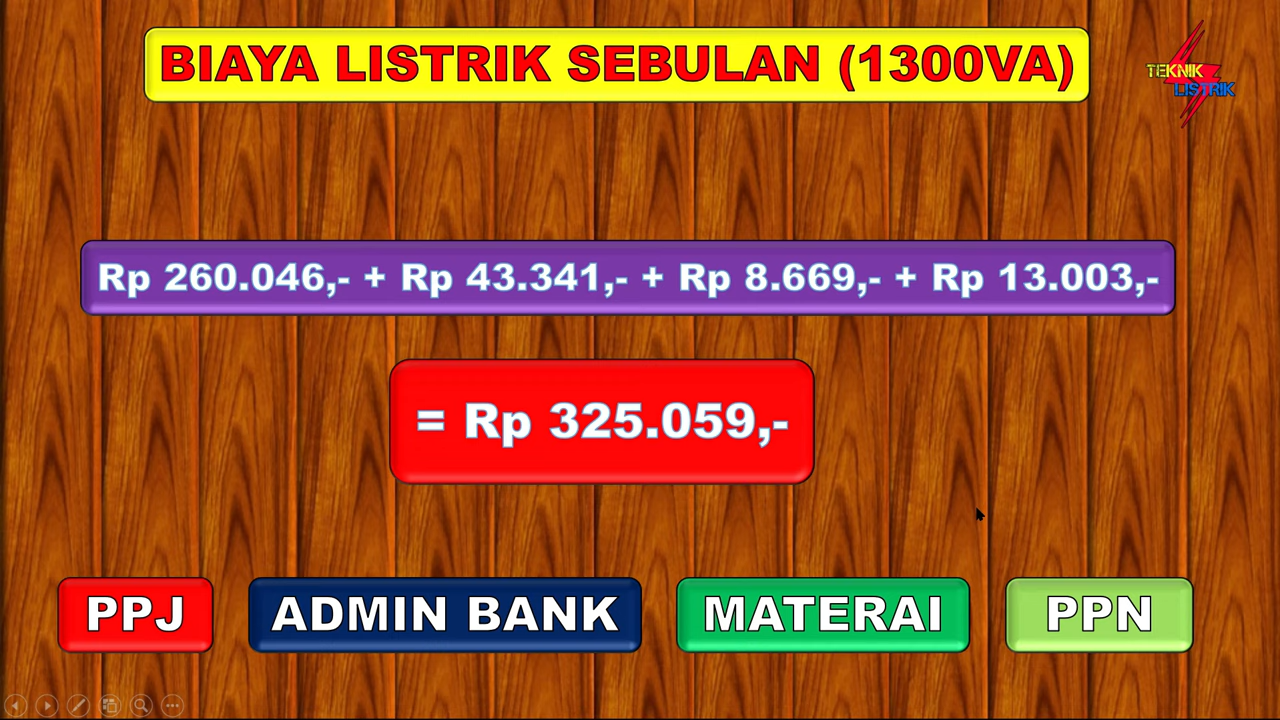 BIAYA LISTRIK SEBULAN (1300VA)
TEKNIK
LISTRIK
Rp 260.046,- + Rp 43.341,- + Rp 8.669,- + Rp 13.003,-
= Rp 325.059,-
PPJ
ADMIN BANK
MATERAI
PPN